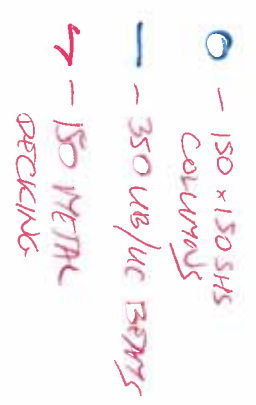 - 150 x 150 SHS
COLUMNS
- 350 UB/UC BEAMS
- 150 METAL
DECKING